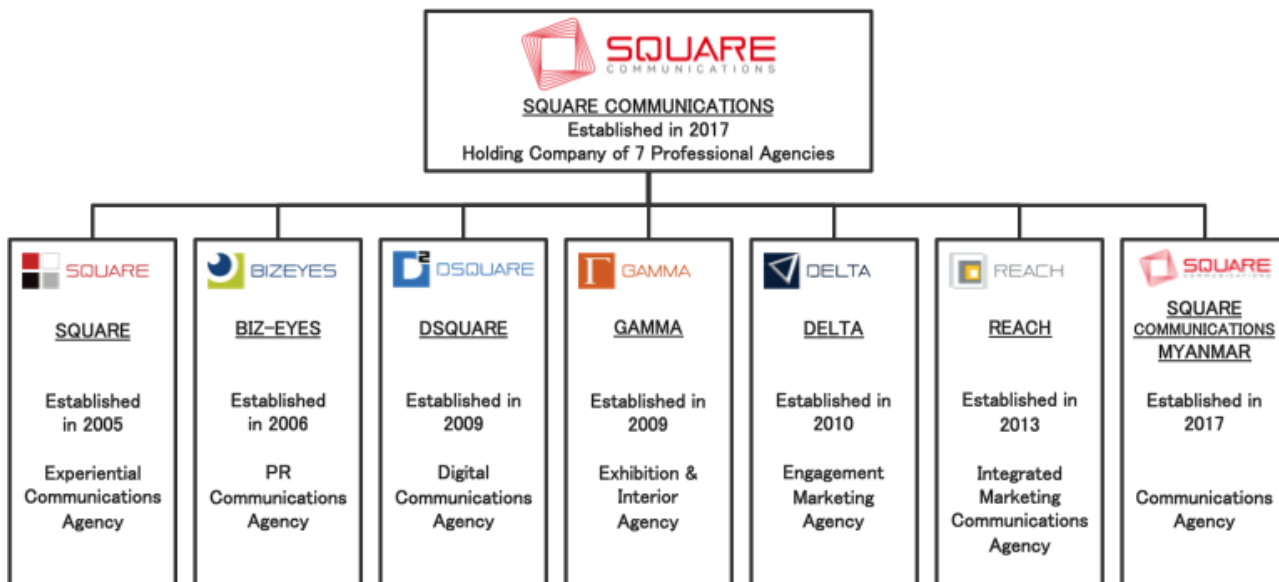 SQUARE
COMMUNICATIONS
SQUARE COMMUNICATIONS
Established in 2017
Holding Company of 7 Professional Agencies
SQUARE
SQUARE
Established
in 2005
Experiential
Communications
Agency
BIZEYES
BIZ-EYES
Established
in 2006
PR
Communications
Agency
D2 DSQUARE
DSQUARE
Established in
2009
Digital
Communications
Agency
Γ GAMMA
GAMMA
Established in
2009
Exhibition &
Interior
Agency
DELTA
DELTA
Established in
2010
Engagement
Marketing
Agency
REACH
REACH
Established in
2013
Integrated
Marketing
Communications
Agency
SQUARE
COMMUNICATIONS
SQUARE
COMMUNICATIONS
MYANMAR
Established in
2017
Communications
Agency